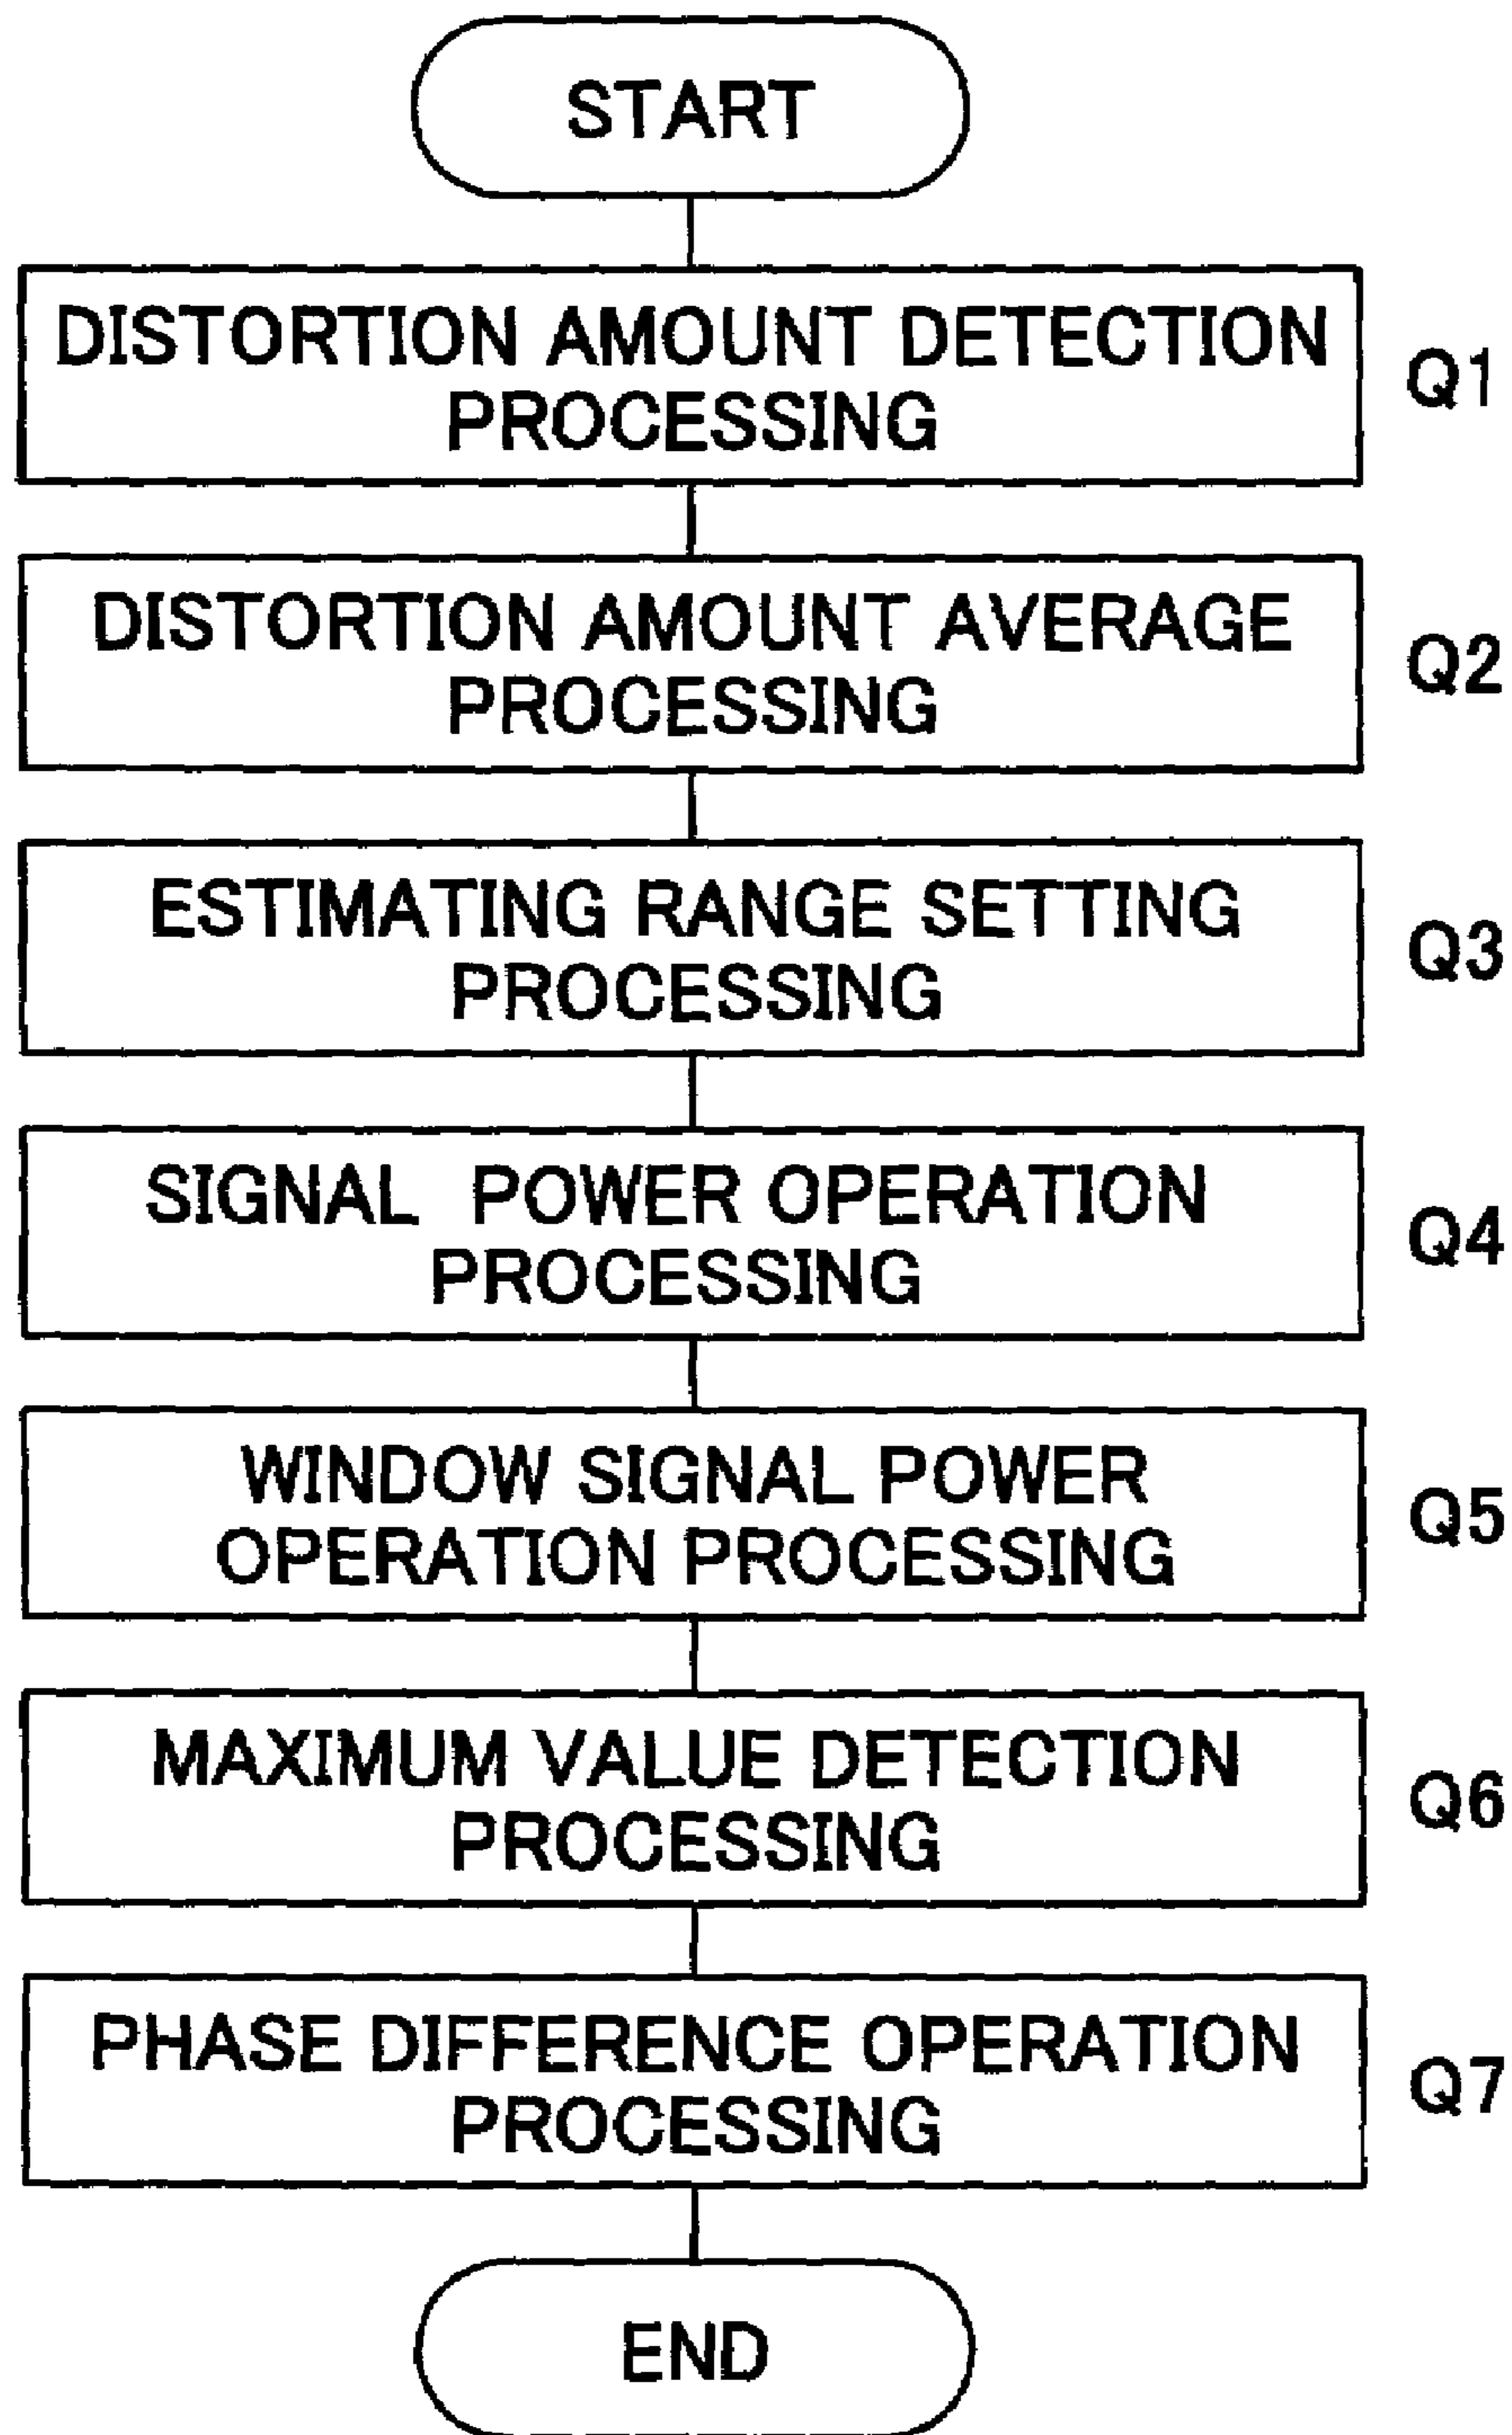 START
DISTORTION AMOUNT DETECTION
PROCESSING
Q1
DISTORTION AMOUNT AVERAGE
PROCESSING
Q2
ESTIMATING RANGE SETTING
PROCESSING
Q3
SIGNAL POWER OPERATION
PROCESSING
Q4
WINDOW SIGNAL POWER
OPERATION PROCESSING
Q5
MAXIMUM VALUE DETECTION
PROCESSING
Q6
PHASE DIFFERENCE OPERATION
PROCESSING
Q7
END